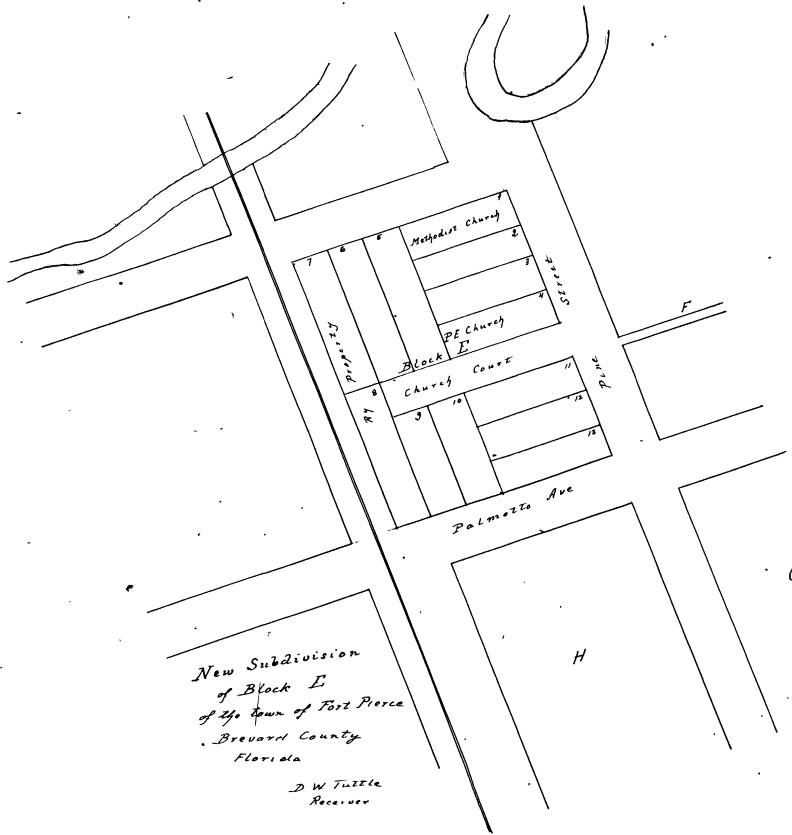 1
Methodist Church
2
3
4
5
6
7
Street
F
PE Church
Block E
Property
Church Court
8
Ry
9
10
11
12
13
Pine
Palmetto Ave
H
New Subdivision
of Block E
of the town of Fort Pierce
Brevard County
Florida
D W Tuttle
Receiver